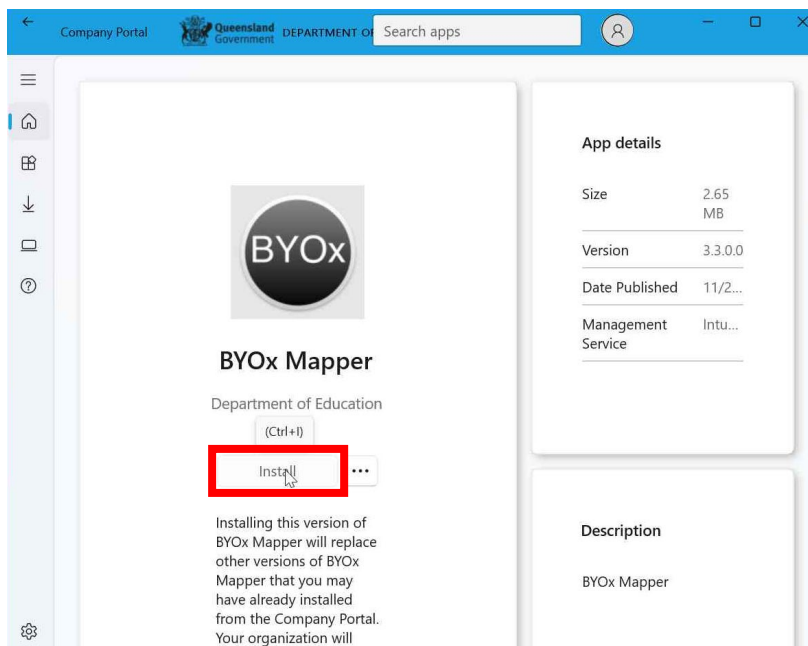 Company Portal
Queensland
Government
DEPARTMENT OF
Search apps
BYOx
BYOx Mapper
Department of Education
(Ctrl+I)
Install
Installing this version of
BYOx Mapper will replace
other versions of BYOx
Mapper that you may
have already installed
from the Company Portal.
Your organization will
App details
Size
2.65
MB
Version
3.3.0.0
Date Published
11/2...
Management
Service
Intu...
Description
BYOx Mapper